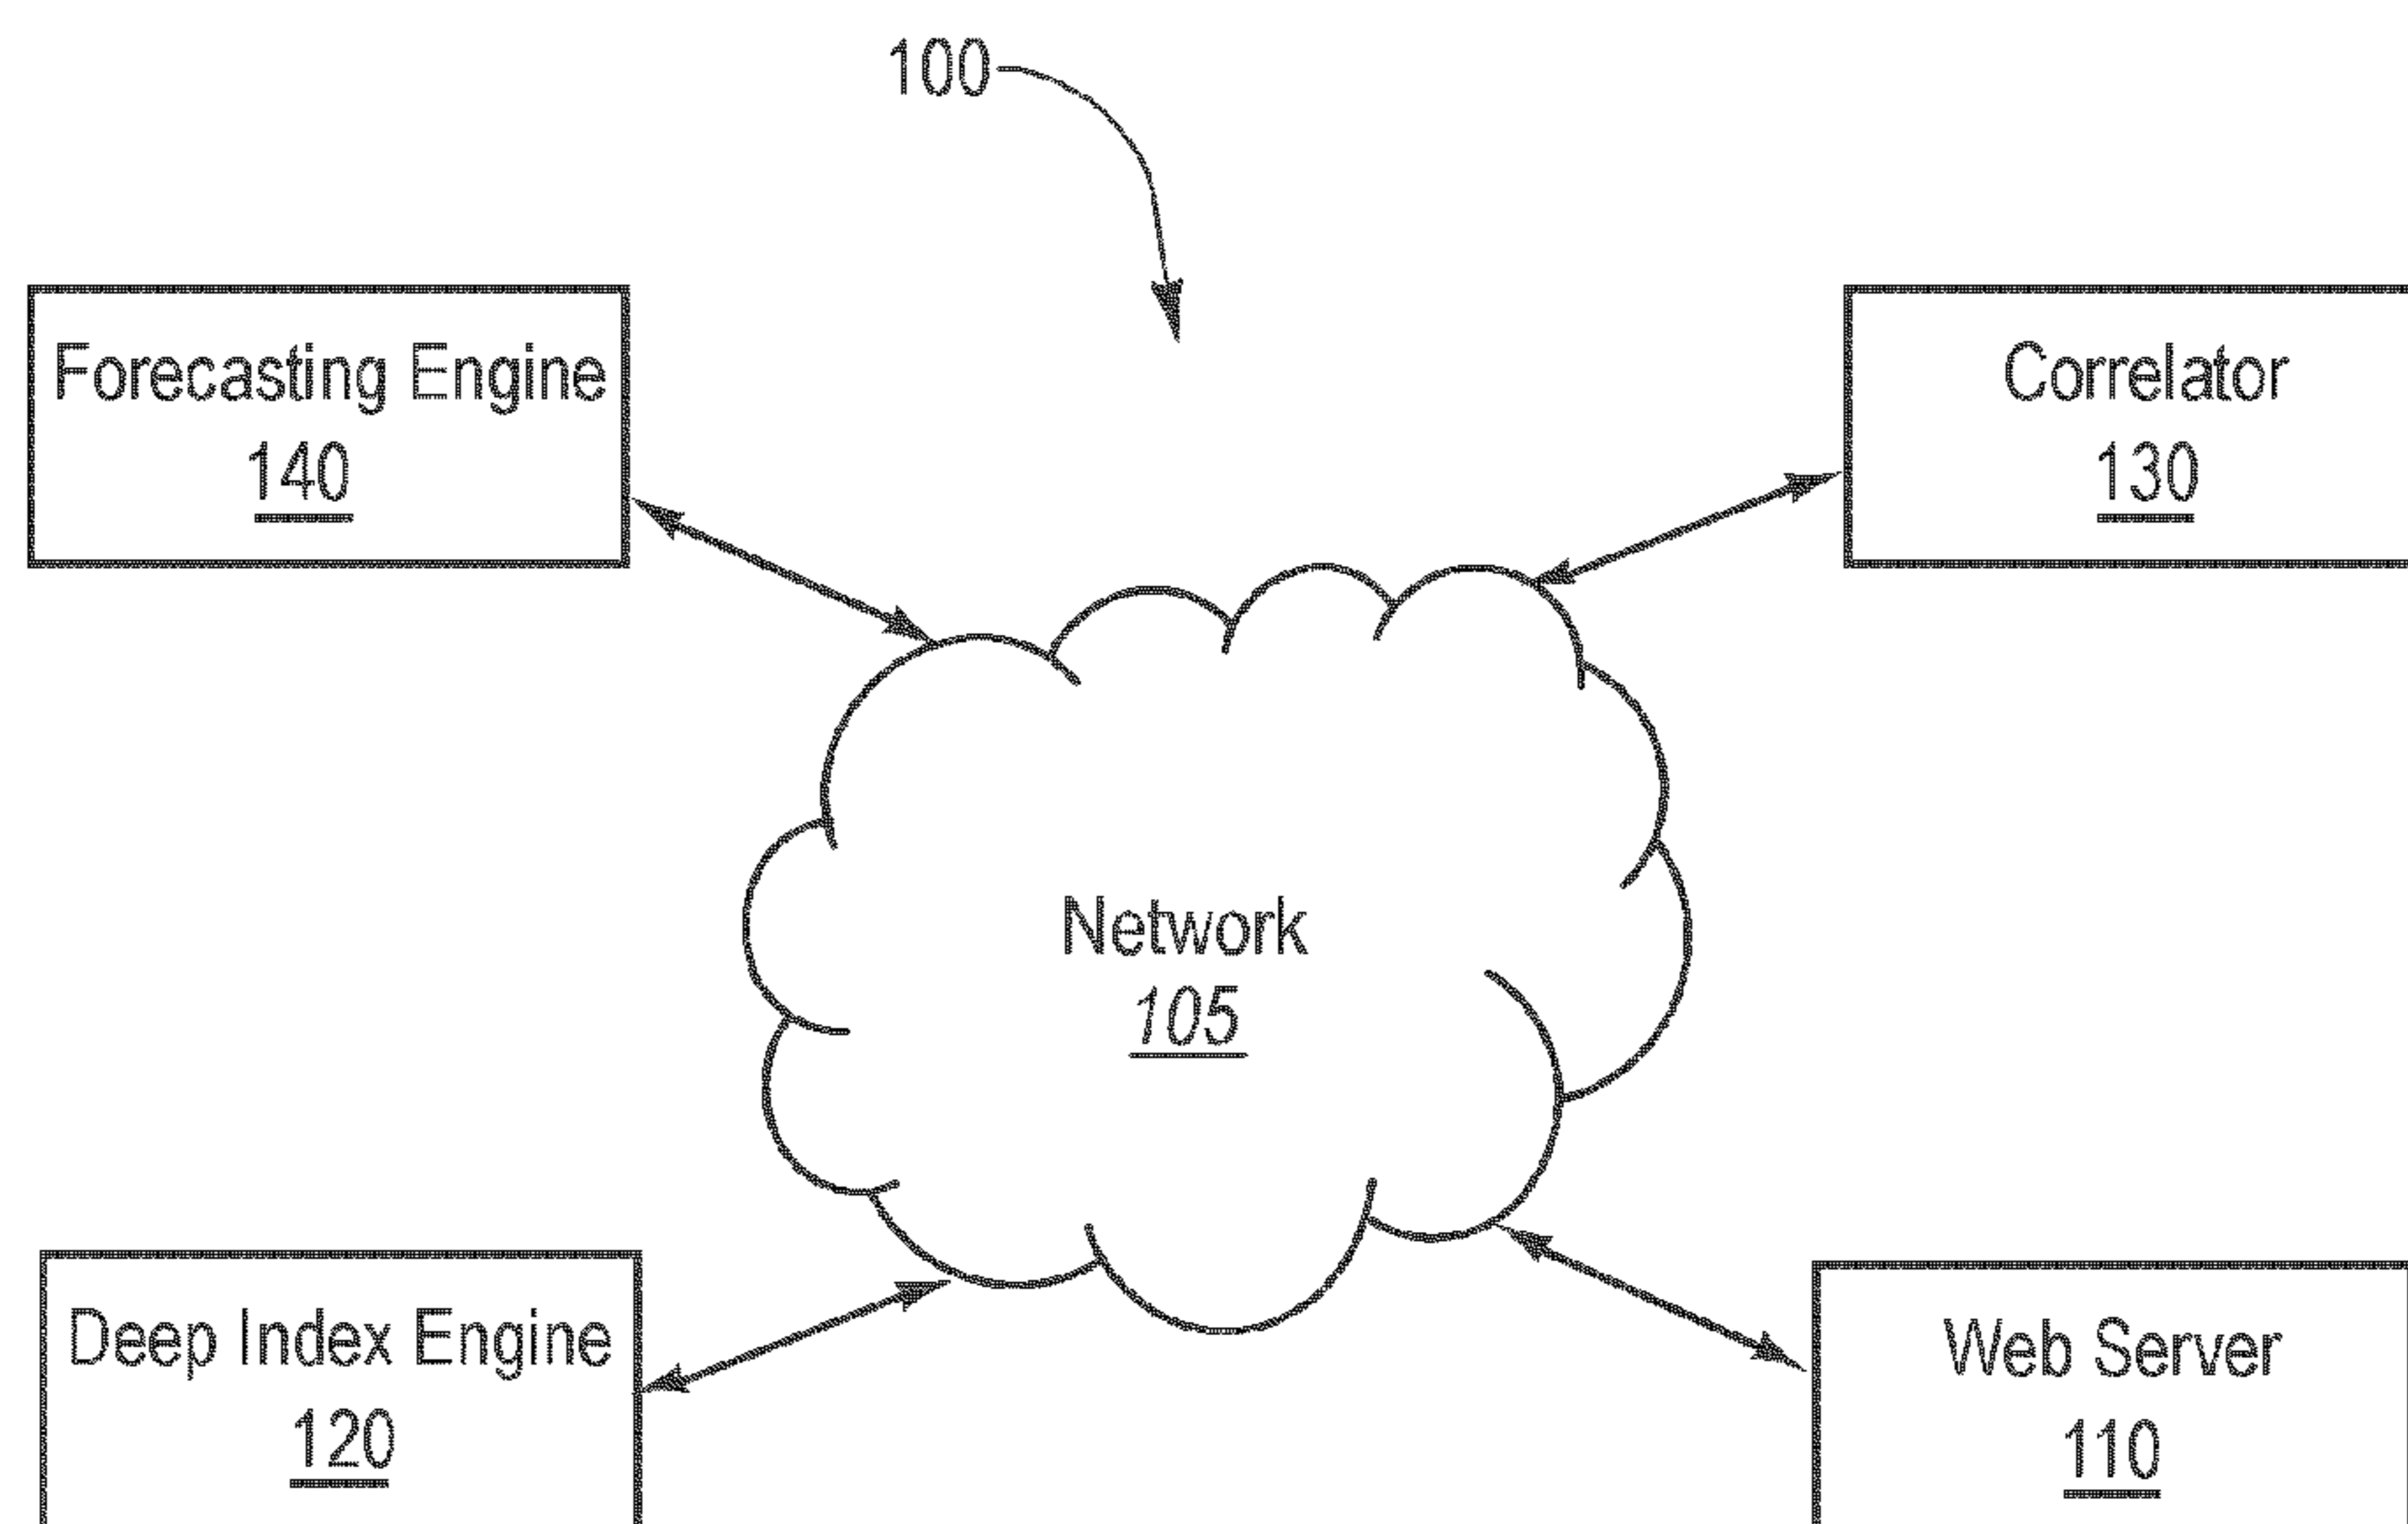 100
Forecasting Engine
140
Correlator
130
Network
105
Deep Index Engine
120
Web Server
110